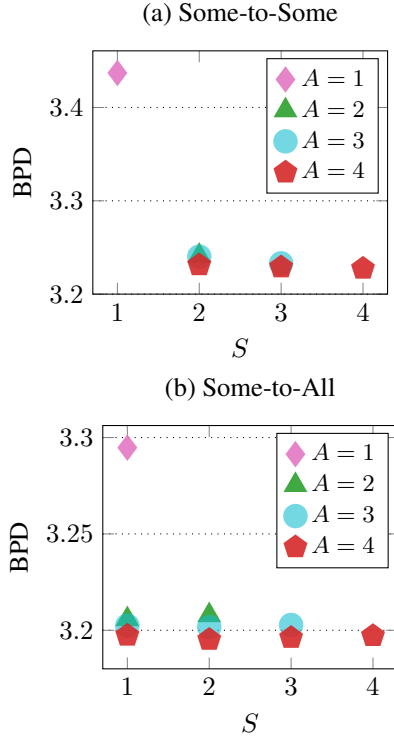 (a) Some-to-Some
A = 1
A = 2
A = 3
A = 4
3.4
3.3
3.2
BPD
1 2 3 4
S
(b) Some-to-All
A = 1
A = 2
A = 3
A = 4
3.3
3.25
3.2
BPD
1 2 3 4
S